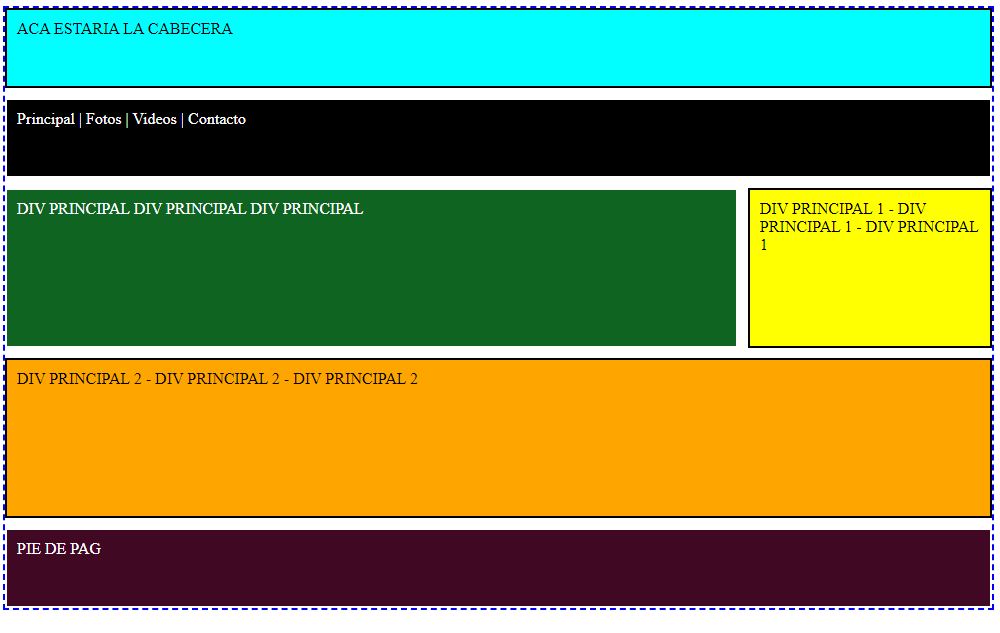 ACA ESTARIA LA CABECERA
Principal | Fotos | Videos | Contacto
DIV PRINCIPAL DIV PRINCIPAL DIV PRINCIPAL
DIV PRINCIPAL 1 - DIV
PRINCIPAL 1 - DIV PRINCIPAL
1
DIV PRINCIPAL 2 - DIV PRINCIPAL 2 - DIV PRINCIPAL 2
PIE DE PAG